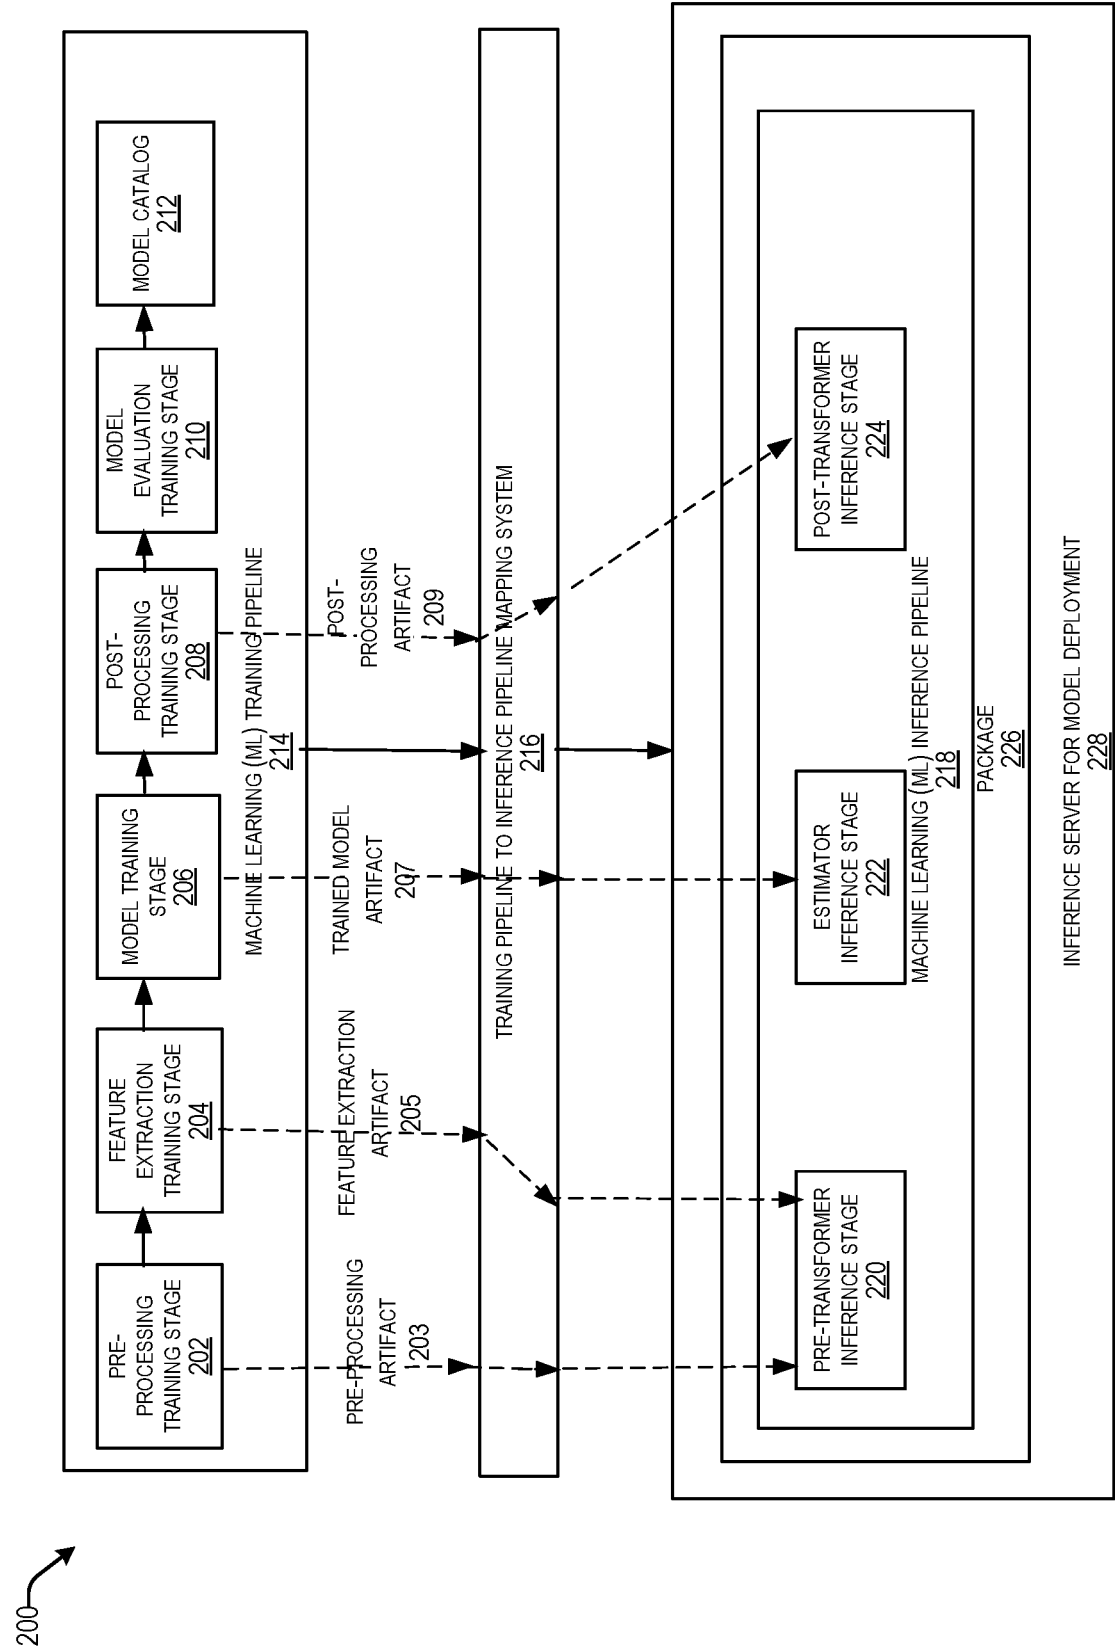 200
PRE-
PROCESSING
TRAINING STAGE
202
FEATURE
EXTRACTION
TRAINING STAGE
204
MODEL TRAINING
STAGE
206
POST-
PROCESSING
TRAINING STAGE
208
MODEL
EVALUATION
TRAINING STAGE
210
MODEL CATALOG
212
MACHINE LEARNING (ML) TRAINING PIPELINE
214
PRE-PROCESSING
ARTIFACT
203
FEATURE EXTRACTION
ARTIFACT
205
TRAINED MODEL
ARTIFACT
207
POST-
PROCESSING
ARTIFACT
209
TRAINING PIPELINE TO INFERENCE PIPELINE MAPPING SYSTEM
216
PRE-TRANSFORMER
INFERENCE STAGE
220
ESTIMATOR
INFERENCE STAGE
222
POST-TRANSFORMER
INFERENCE STAGE
224
MACHINE LEARNING (ML) INFERENCE PIPELINE
218
PACKAGE
226
INFERENCE SERVER FOR MODEL DEPLOYMENT
228